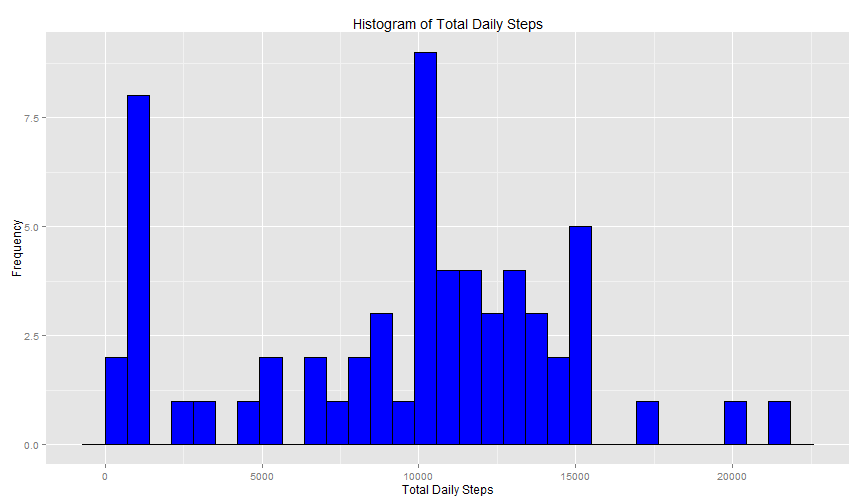 Histogram of Total Daily Steps
7.5
5.0
2.5
0.0
Frequency
0 5000 10000 15000 20000
Total Daily Steps